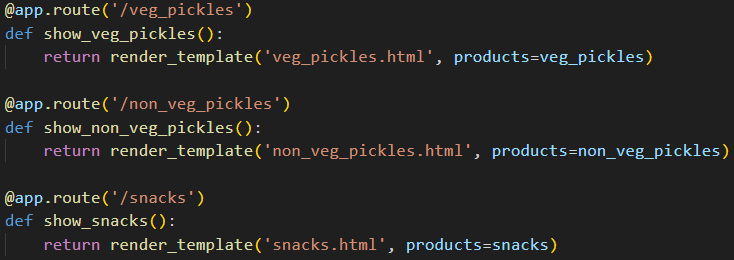 @app.route('/veg_pickles')
def show_veg_pickles():
    return render_template('veg_pickles.html', products=veg_pickles)

@app.route('/non_veg_pickles')
def show_non_veg_pickles():
    return render_template('non_veg_pickles.html', products=non_veg_pickles)

@app.route('/snacks')
def show_snacks():
    return render_template('snacks.html', products=snacks)